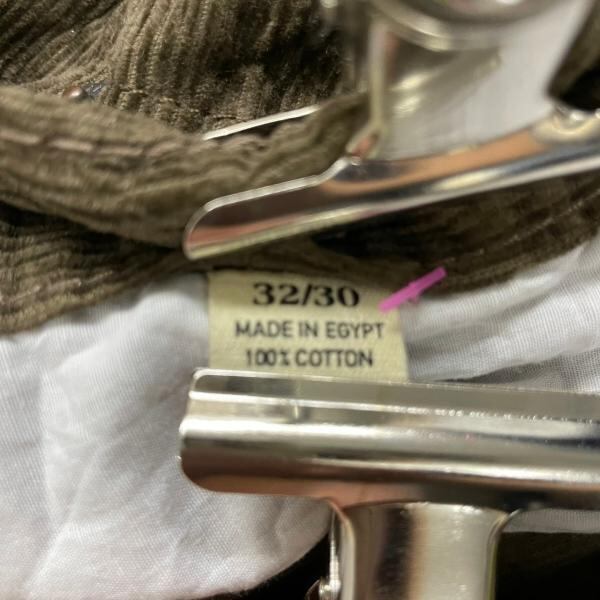 32/30
MADE IN EGYPT
100% COTTON